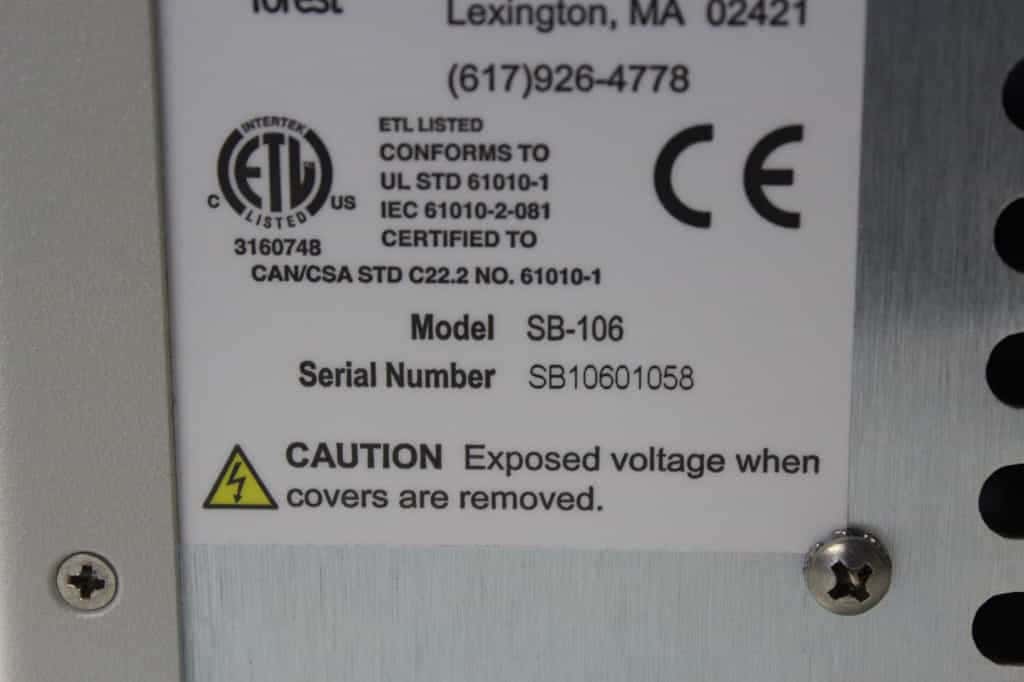 forest
Lexington, MA 02421
(617)926-4778
INTERTEK
ETL
LISTED
C
US
3160748
ETL LISTED
CONFORMS TO
UL STD 61010-1
IEC 61010-2-081
CERTIFIED TO
CAN/CSA STD C22.2 NO. 61010-1
CE
Model SB-106
Serial Number SB10601058
CAUTION Exposed voltage when
covers are removed.